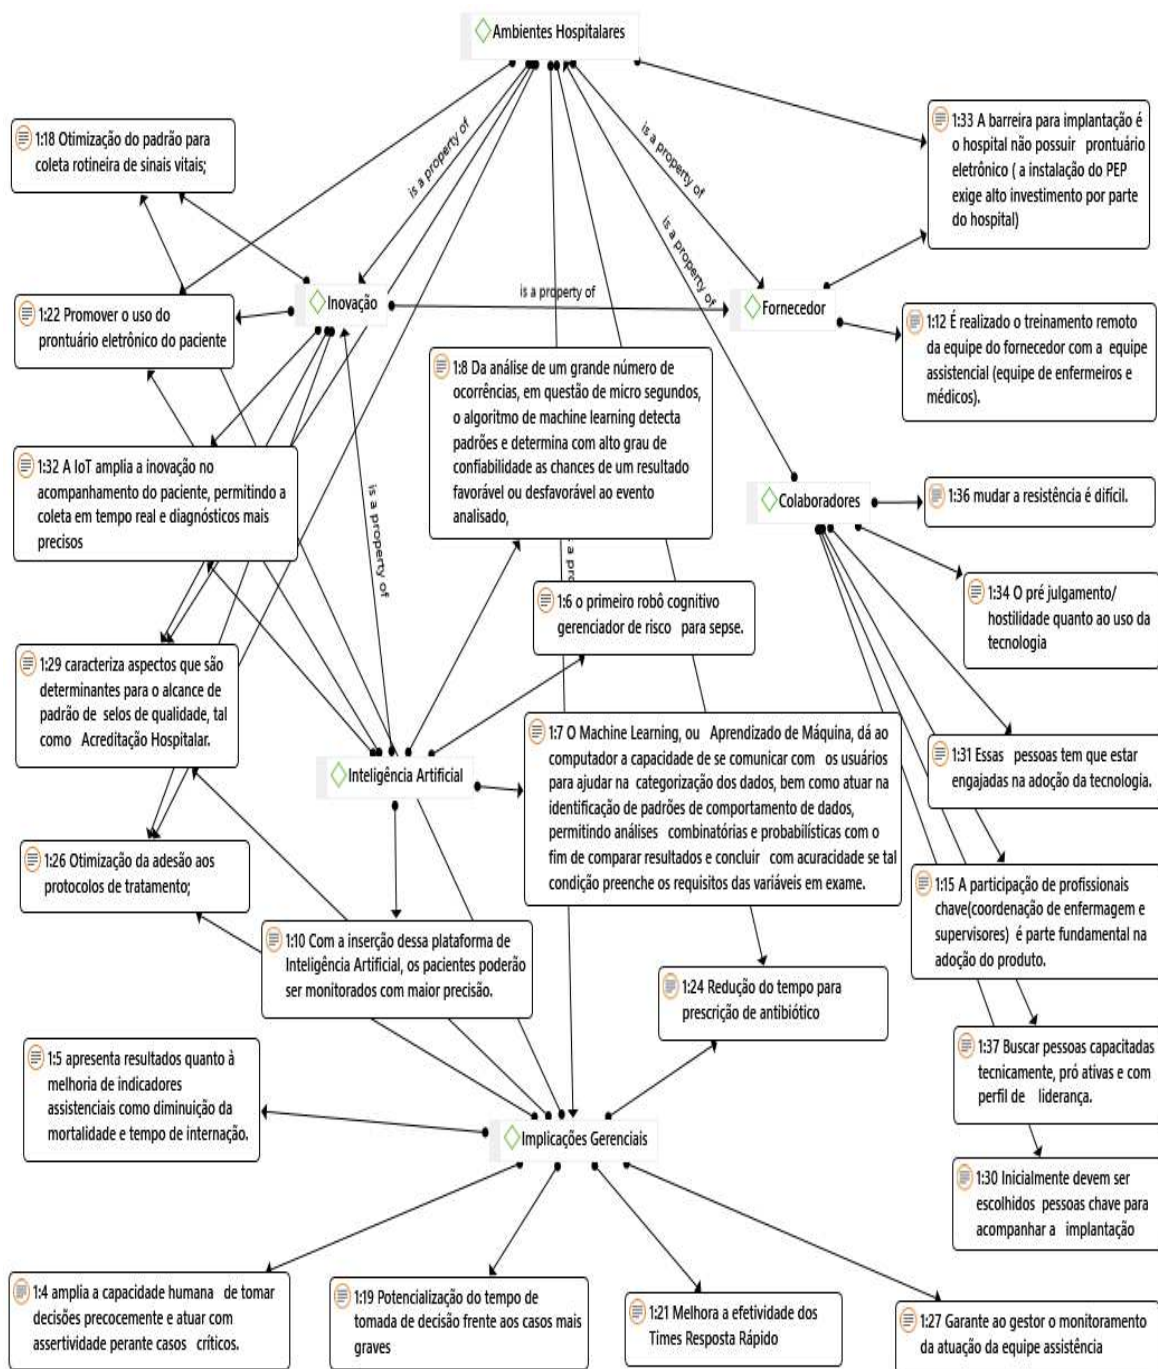 Ambientes Hospitalares
1:18 Otimização do padrão para
coleta rotineira de sinais vitais;
1:33 A barreira para implantação é
o hospital não possuir prontuário
eletrônico ( a instalação do PEP
exige alto investimento por parte
do hospital)
is a property of
is a property of
is a property of
1:22 Promover o uso do
prontuário eletrônico do paciente
Inovação
is a property of
Fornecedor
1:12 É realizado o treinamento remoto
da equipe do fornecedor com a equipe
assistencial (equipe de enfermeiros e
médicos).
1:8 Da análise de um grande número de
ocorrências, em questão de micro segundos,
o algoritmo de machine learning detecta
padrões e determina com alto grau de
confiabilidade as chances de um resultado
favorável ou desfavorável ao evento
analisado,
1:32 A IoT amplia a inovação no
acompanhamento do paciente, permitindo a
coleta em tempo real e diagnósticos mais
precisos
is a property of
Colaboradores
1:36 mudar a resistência é difícil.
1:34 O pré julgamento/
hostilidade quanto ao uso da
tecnologia
1:6 o primeiro robô cognitivo
gerenciador de risco para sepse.
1:29 caracteriza aspectos que são
determinantes para o alcance de
padrão de selos de qualidade, tal
como Acreditação Hospitalar.
Inteligência Artificial
1:7 O Machine Learning, ou Aprendizado de Máquina, dá ao
computador a capacidade de se comunicar com os usuários
para ajudar na categorização dos dados, bem como atuar na
identificação de padrões de comportamento de dados,
permitindo análises combinatórias e probabilísticas com o
fim de comparar resultados e concluir com acuracidade se tal
condição preenche os requisitos das variáveis em exame.
1:31 Essas pessoas tem que estar
engajadas na adoção da tecnologia.
1:26 Otimização da adesão aos
protocolos de tratamento;
1:15 A participação de profissionais
chave(coordenação de enfermagem e
supervisores) é parte fundamental na
adoção do produto.
1:10 Com a inserção dessa plataforma de
Inteligência Artificial, os pacientes poderão
ser monitorados com maior precisão.
1:24 Redução do tempo para
prescrição de antibiótico
1:37 Buscar pessoas capacitadas
tecnicamente, pró ativas e com
perfil de liderança.
1:5 apresenta resultados quanto à
melhoria de indicadores
assistenciais como diminuição da
mortalidade e tempo de internação.
Implicações Gerenciais
1:30 Inicialmente devem ser
escolhidos pessoas chave para
acompanhar a implantação
1:4 amplia a capacidade humana de tomar
decisões precocemente e atuar com
assertividade perante casos críticos.
1:19 Potencialização do tempo de
tomada de decisão frente aos casos mais
graves
1:21 Melhora a efetividade dos
Times Resposta Rápido
1:27 Garante ao gestor o monitoramento
da atuação da equipe assistência